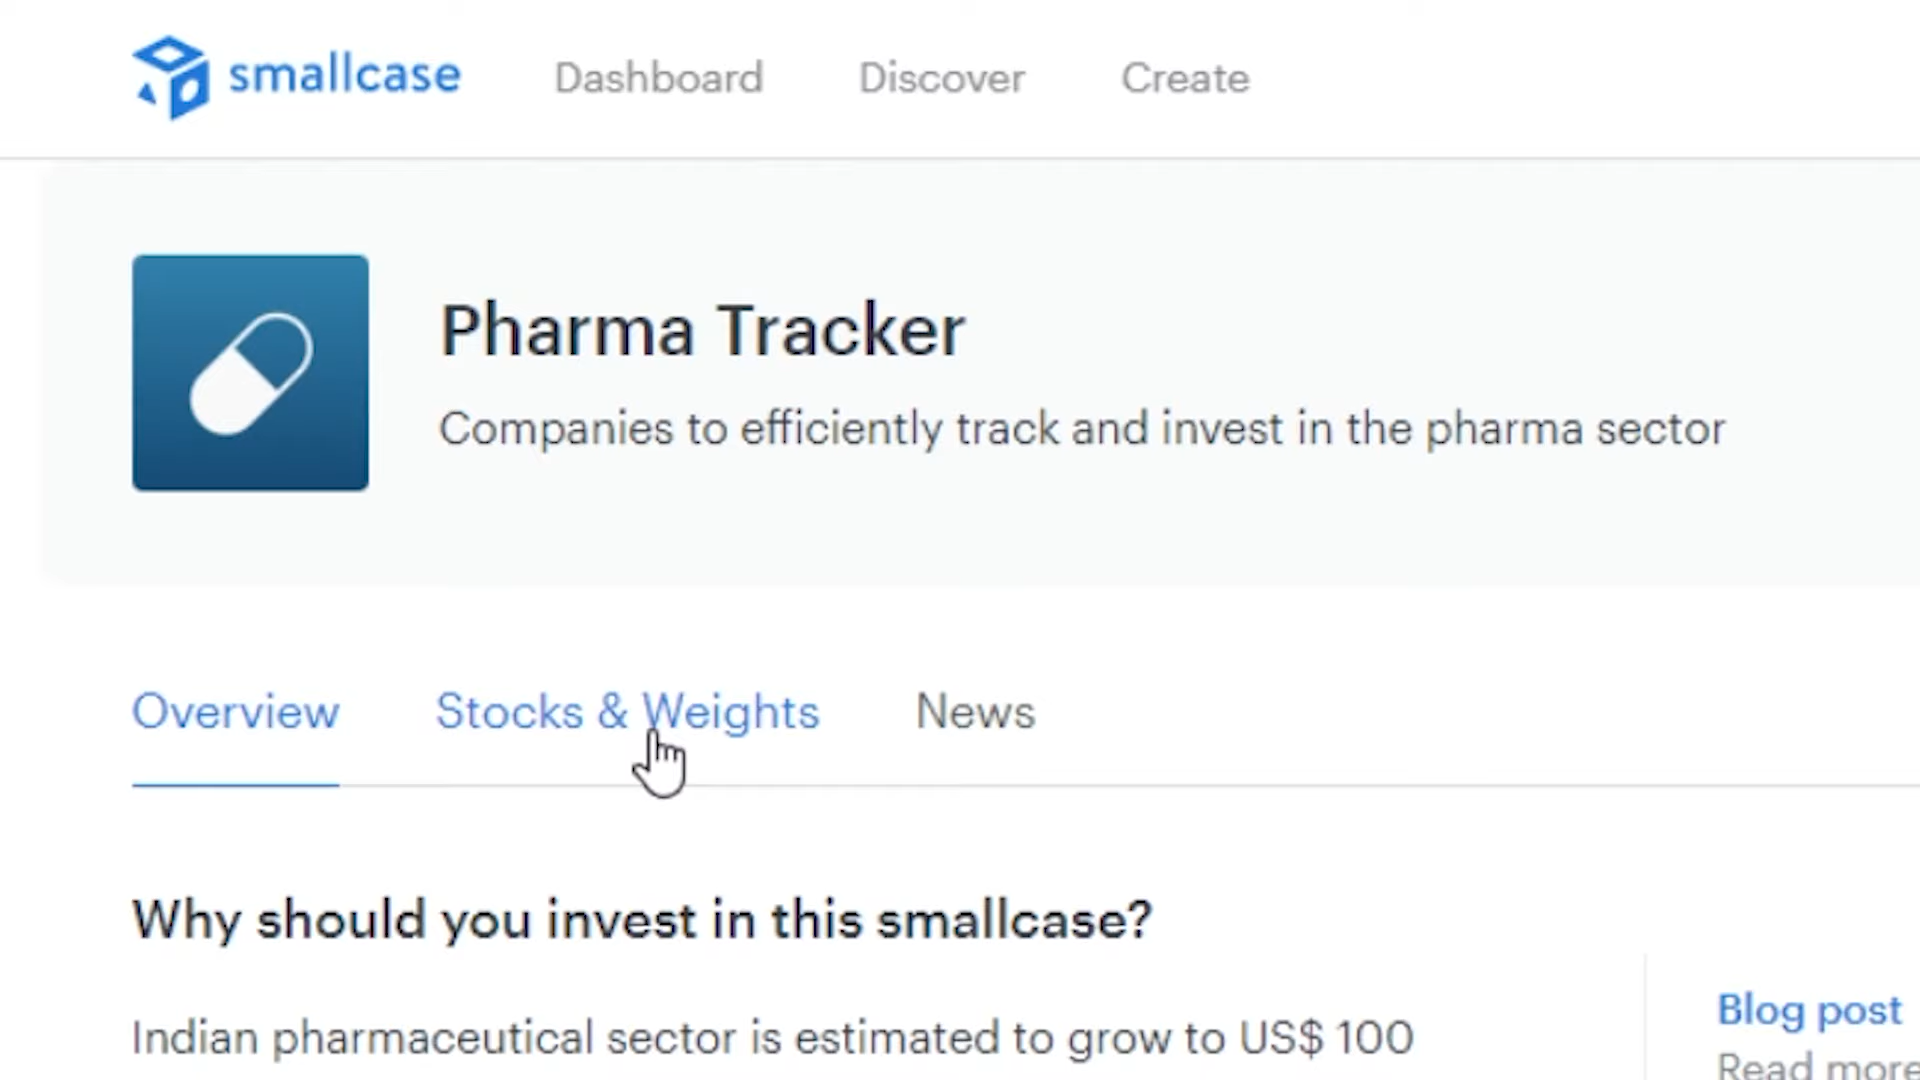 smallcase Dashboard Discover Create
Pharma Tracker
Companies to efficiently track and invest in the pharma sector
Overview Stocks & Weights News
Why should you invest in this smallcase?
Indian pharmaceutical sector is estimated to grow to US$ 100
Blog post
Read more